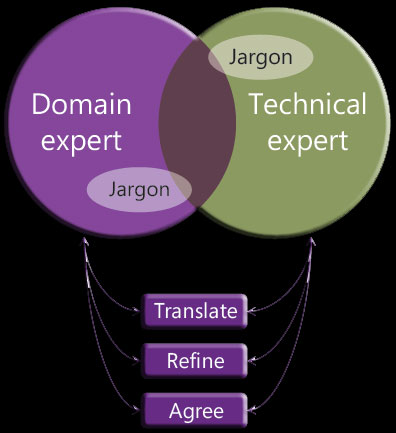 Jargon
Domain
expert
Technical
expert
Jargon
Translate
Refine
Agree